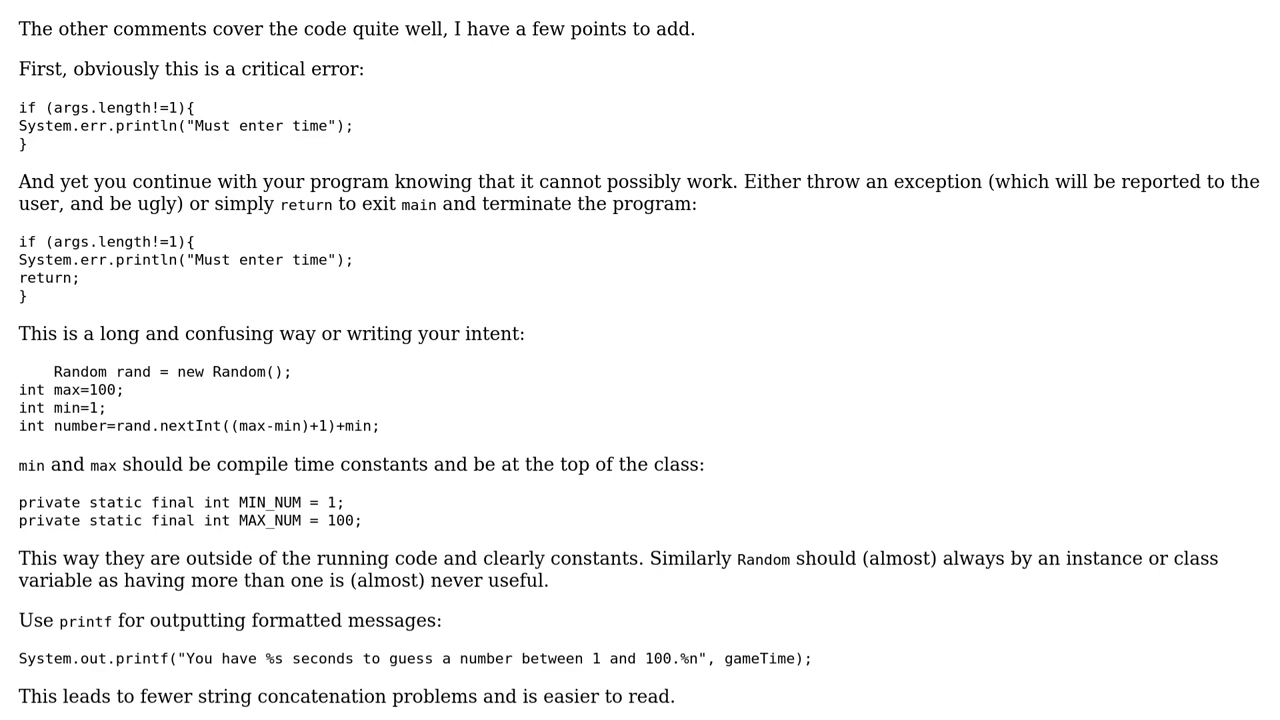 The other comments cover the code quite well, I have a few points to add.
First, obviously this is a critical error:
if (args.length!=1){
System.err.println("Must enter time");
}
And yet you continue with your program knowing that it cannot possibly work. Either throw an exception (which will be reported to the
user, and be ugly) or simply return to exit main and terminate the program:
if (args.length!=1){
System.err.println("Must enter time");
return;
}
This is a long and confusing way or writing your intent:
    Random rand = new Random();
int max=100;
int min=1;
int number=rand.nextInt((max-min)+1)+min;
min and max should be compile time constants and be at the top of the class:
private static final int MIN_NUM = 1;
private static final int MAX_NUM = 100;
This way they are outside of the running code and clearly constants. Similarly Random should (almost) always by an instance or class
variable as having more than one is (almost) never useful.
Use printf for outputting formatted messages:
System.out.printf("You have %s seconds to guess a number between 1 and 100.%n", gameTime);
This leads to fewer string concatenation problems and is easier to read.